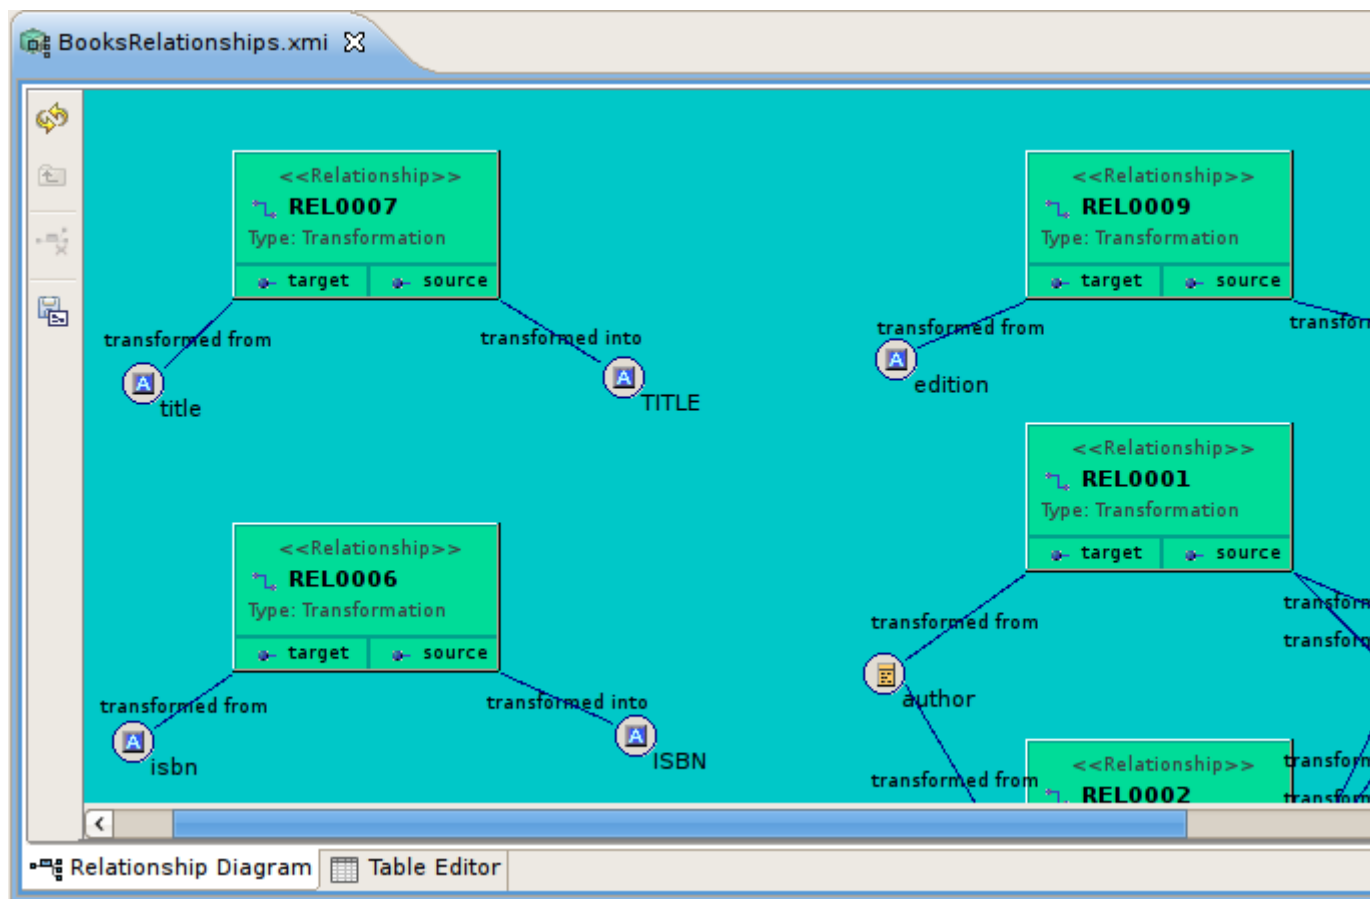 BooksRelationships.xmi
<<Relationship>>
REL0007
Type: Transformation
target source
transformed from
transformed into
title
TITLE
<<Relationship>>
REL0009
Type: Transformation
target source
transformed from
transforr
edition
<<Relationship>>
REL0006
Type: Transformation
target source
transformed from
transformed into
isbn
ISBN
<<Relationship>>
REL0001
Type: Transformation
target source
transformed from
author
transformed from
<<Relationship>>
REL0002
Relationship Diagram
Table Editor